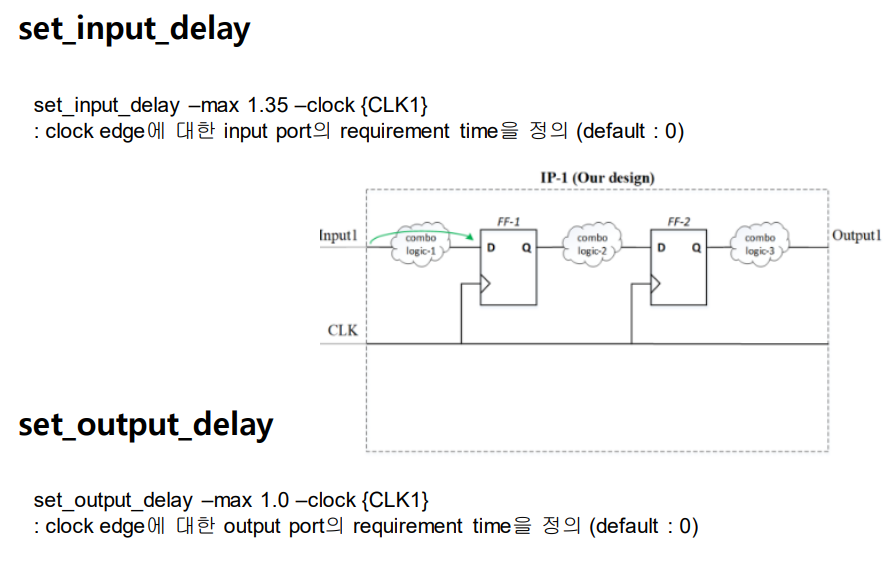 set_input_delay
set_input_delay –max 1.35 –clock {CLK1}
: clock edge에 대한 input port의 requirement time을 정의 (default : 0)
IP-1 (Our design)
Input1
combo
logic-1
FF-1
D Q
combo
logic-2
FF-2
D Q
combo
logic-3
Output1
CLK
set_output_delay
set_output_delay –max 1.0 –clock {CLK1}
: clock edge에 대한 output port의 requirement time을 정의 (default : 0)